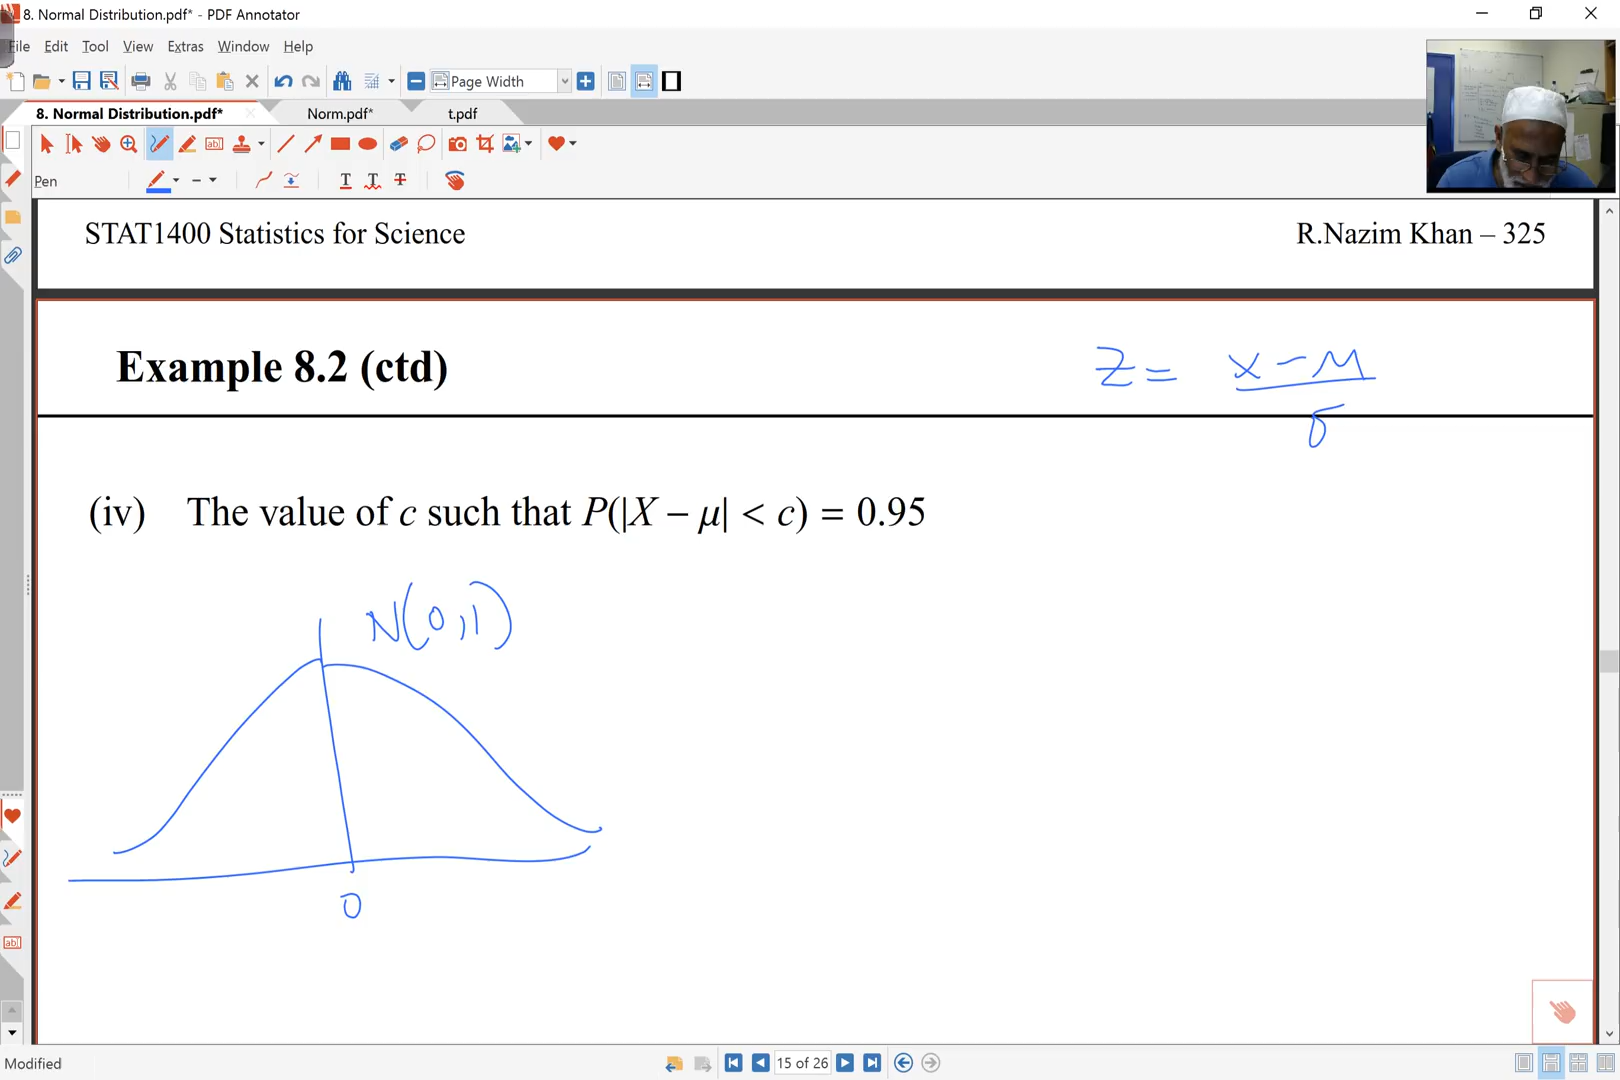 8. Normal Distribution.pdf* - PDF Annotator
File Edit Tool View Extras Window Help
Page Width
8. Normal Distribution.pdf* Norm.pdf* t.pdf
Pen
STAT1400 Statistics for Science R.Nazim Khan – 325
Example 8.2 (ctd)
Z = x − μ / σ
(iv) The value of c such that P(|X − μ| < c) = 0.95
N(0,1)
0
Modified
15 of 26